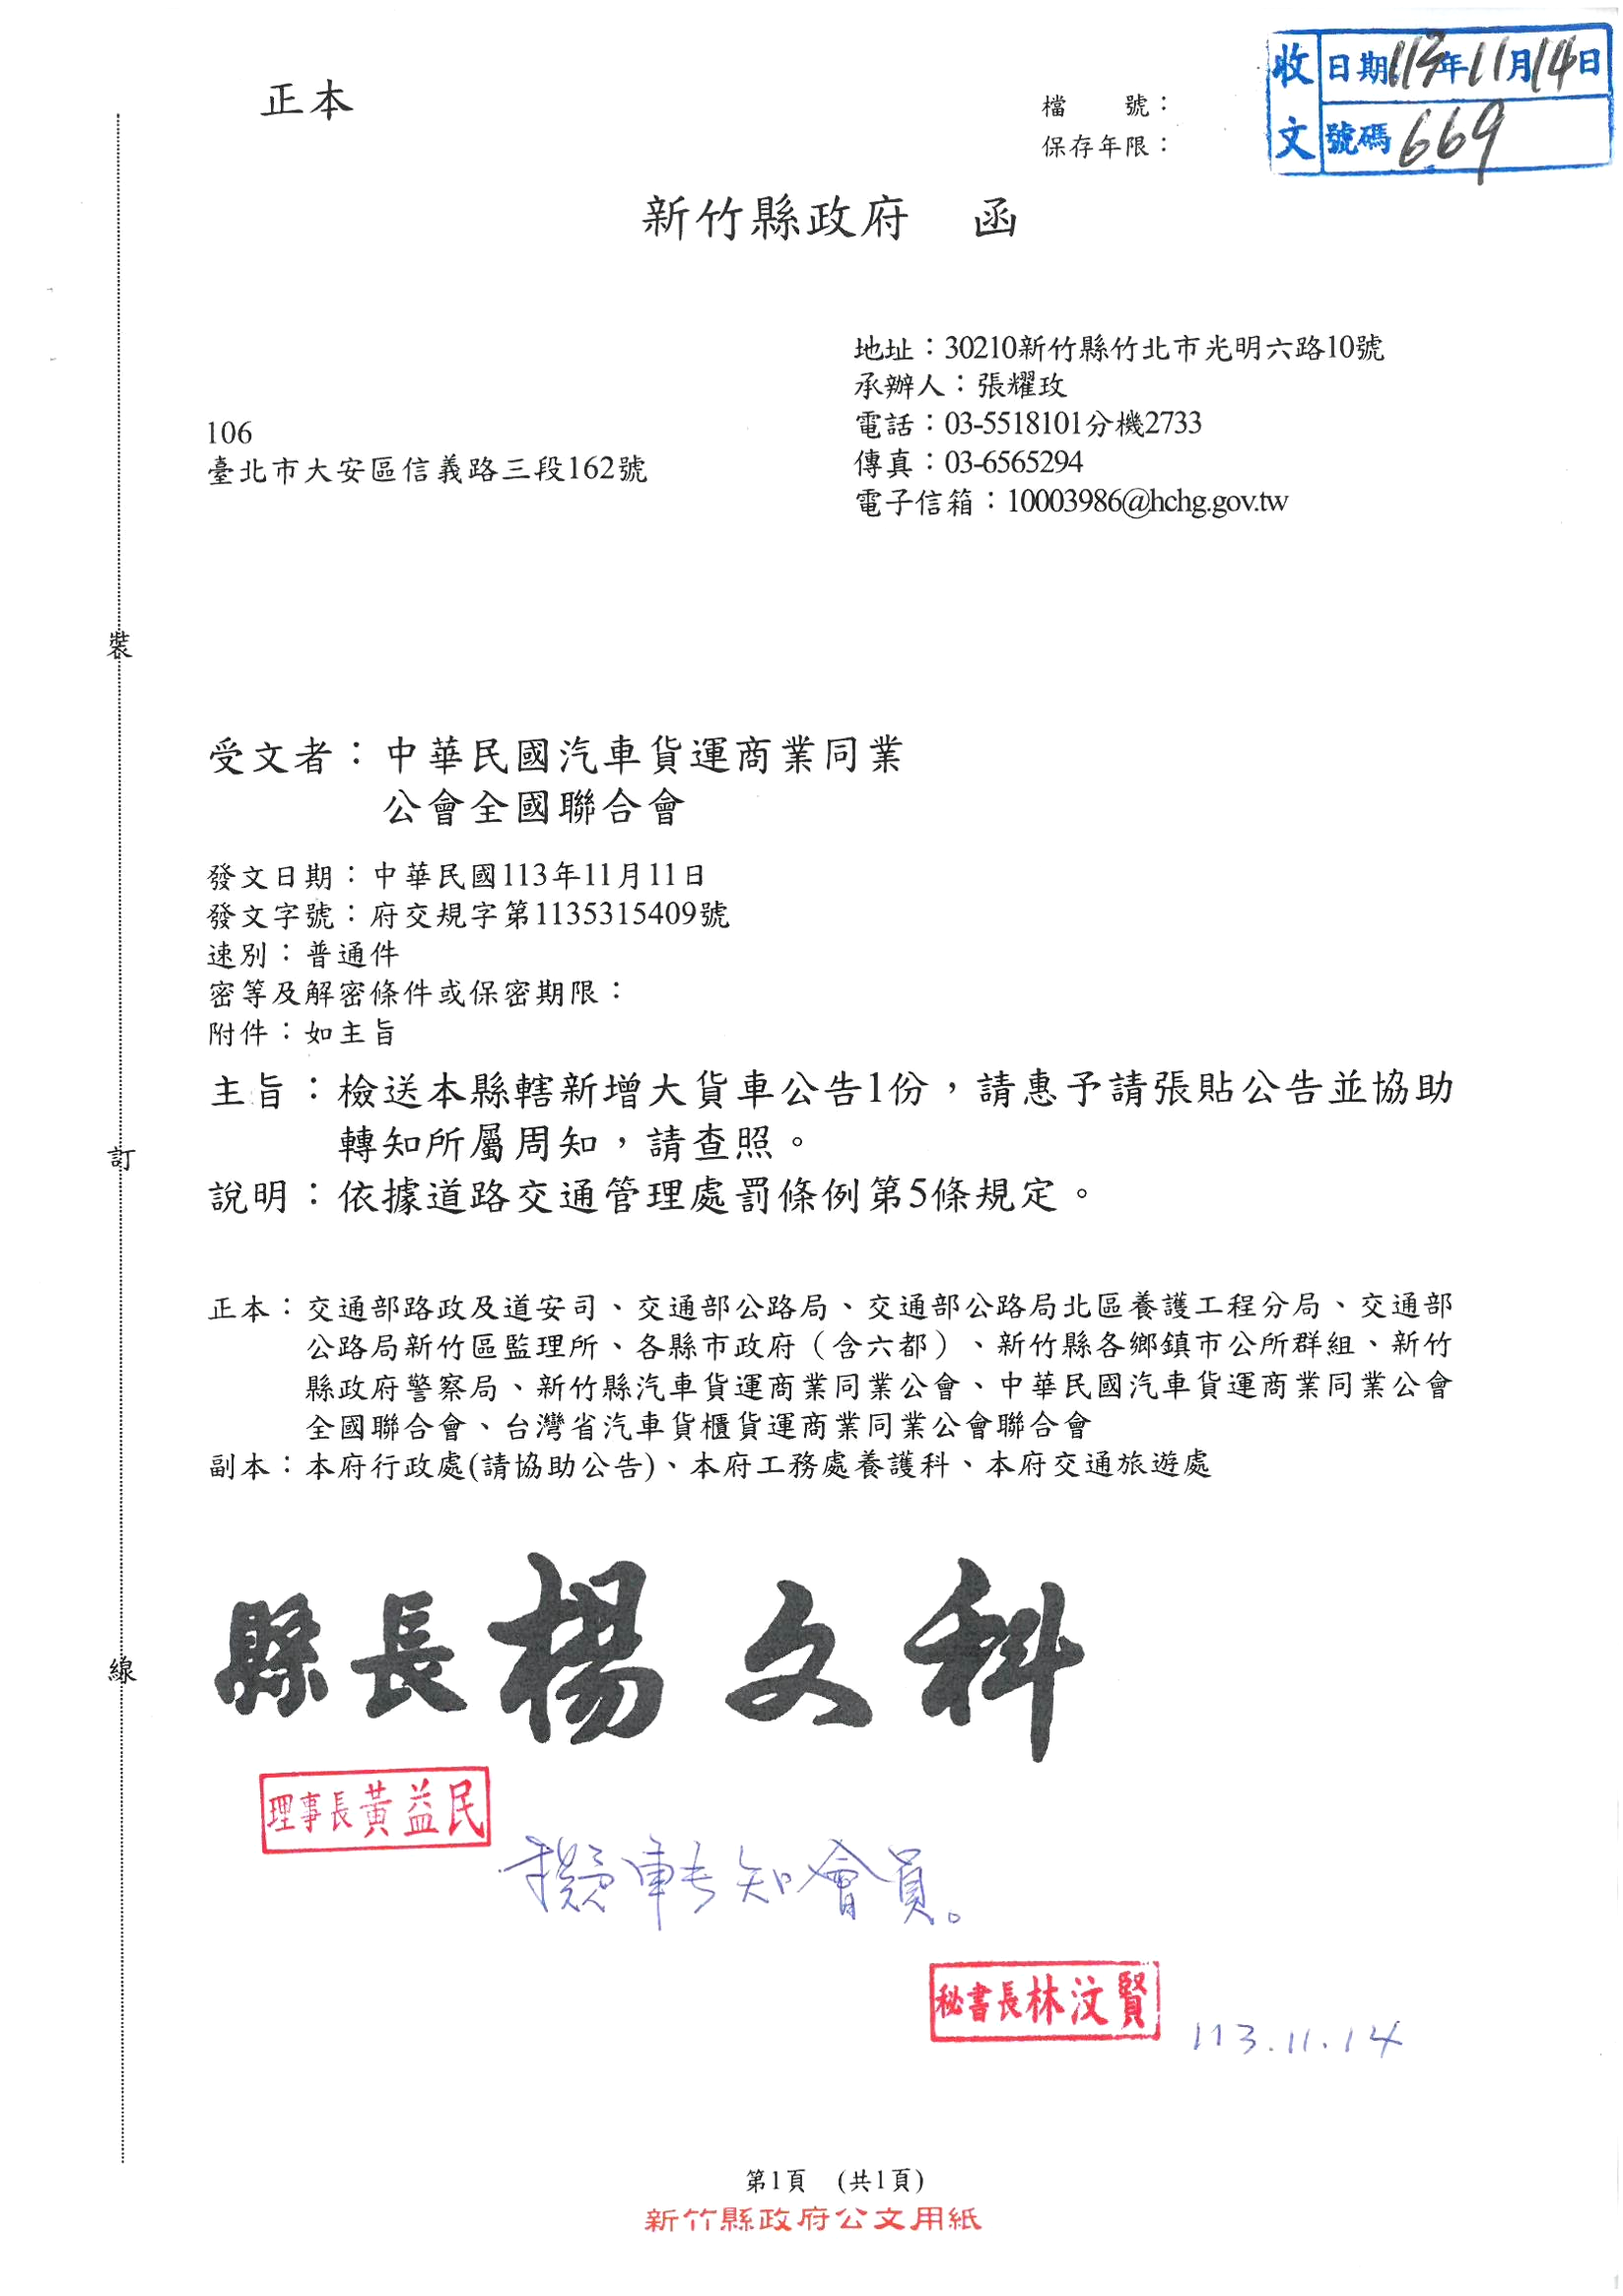 正本
檔　　號：
保存年限：
收文 日期113年11月14日
號碼 669
新竹縣政府　函
地址：30210新竹縣竹北市光明六路10號
承辦人：張耀玫
電話：03-5518101分機2733
傳真：03-6565294
電子信箱：10003986@hchg.gov.tw
106
臺北市大安區信義路三段162號
受文者：中華民國汽車貨運商業同業
公會全國聯合會
發文日期：中華民國113年11月11日
發文字號：府交規字第1135315409號
速別：普通件
密等及解密條件或保密期限：
附件：如主旨
主旨：檢送本縣轄新增大貨車公告1份，請惠予請張貼公告並協助
轉知所屬周知，請查照。
說明：依據道路交通管理處罰條例第5條規定。
正本：交通部路政及道安司、交通部公路局、交通部公路局北區養護工程分局、交通部
公路局新竹區監理所、各縣市政府（含六都）、新竹縣各鄉鎮市公所群組、新竹
縣政府警察局、新竹縣汽車貨運商業同業公會、中華民國汽車貨運商業同業公會
全國聯合會、台灣省汽車貨櫃貨運商業同業公會聯合會
副本：本府行政處(請協助公告)、本府工務處養護科、本府交通旅遊處
縣長楊文科
理事長黃益民
擬轉知會員。
秘書長林汶賢
113.11.14
裝
訂
線
第1頁　(共1頁)
新竹縣政府公文用紙